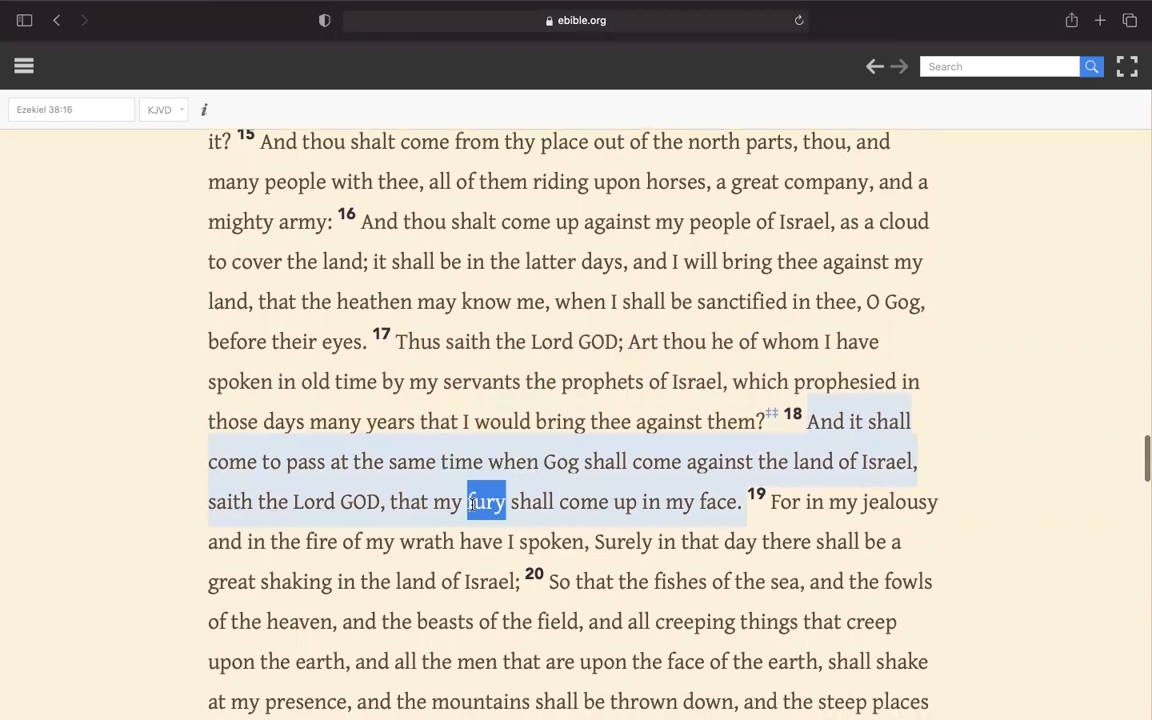 ebible.org
Search
Ezekiel 38:16
KJVD
i
it? 15 And thou shalt come from thy place out of the north parts, thou, and
many people with thee, all of them riding upon horses, a great company, and a
mighty army: 16 And thou shalt come up against my people of Israel, as a cloud
to cover the land; it shall be in the latter days, and I will bring thee against my
land, that the heathen may know me, when I shall be sanctified in thee, O Gog,
before their eyes. 17 Thus saith the Lord GOD; Art thou he of whom I have
spoken in old time by my servants the prophets of Israel, which prophesied in
those days many years that I would bring thee against them?‡‡ 18 And it shall
come to pass at the same time when Gog shall come against the land of Israel,
saith the Lord GOD, that my fury shall come up in my face. 19 For in my jealousy
and in the fire of my wrath have I spoken, Surely in that day there shall be a
great shaking in the land of Israel; 20 So that the fishes of the sea, and the fowls
of the heaven, and the beasts of the field, and all creeping things that creep
upon the earth, and all the men that are upon the face of the earth, shall shake
at my presence, and the mountains shall be thrown down, and the steep places